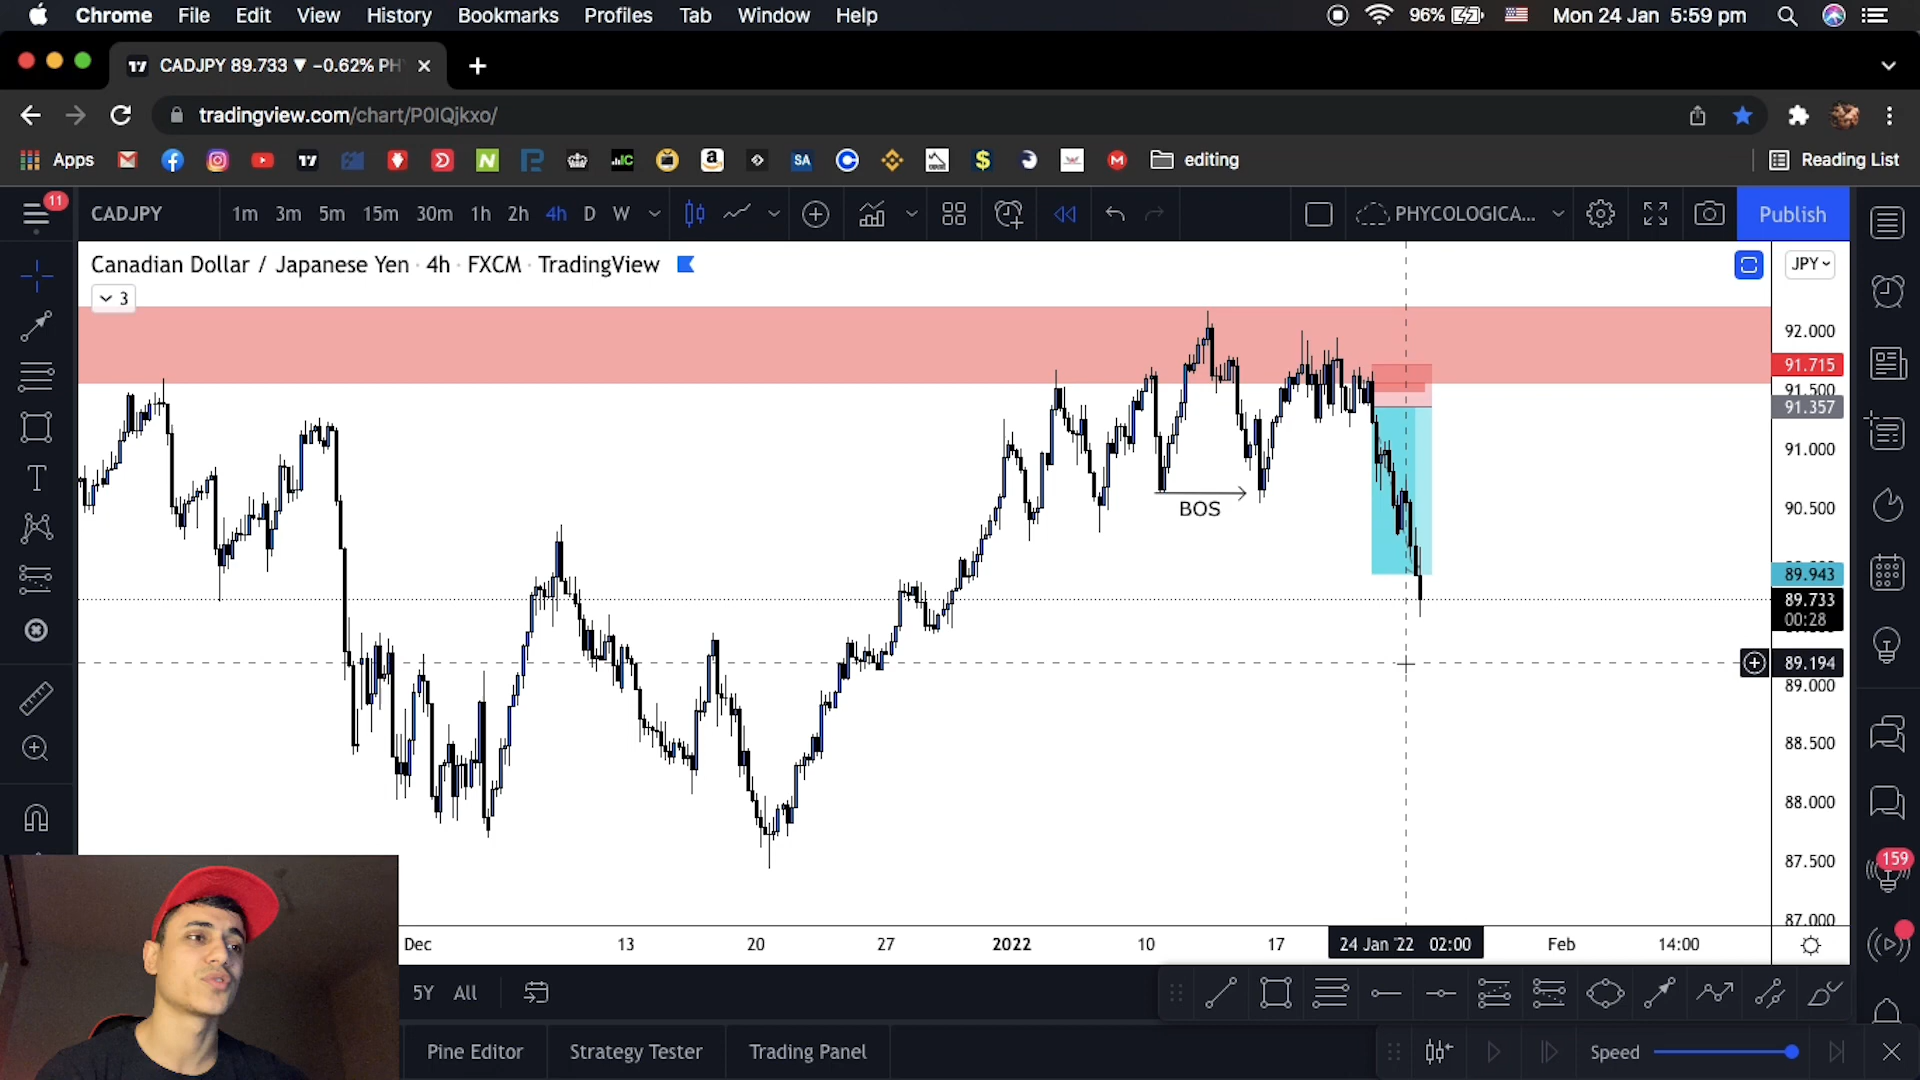 Chrome File Edit View History Bookmarks Profiles Tab Window Help 96% Mon 24 Jan 5:59 pm
CADJPY 89.733 ▼ −0.62% PH
tradingview.com/chart/P0IQjkxo/
Apps editing Reading List
11 CADJPY 1m 3m 5m 15m 30m 1h 2h 4h D W PHYCOLOGICA... Publish
Canadian Dollar / Japanese Yen · 4h · FXCM · TradingView JPY
3
92.000
91.715
91.500
91.357
91.000
90.500
BOS
89.943
89.733
00:28
89.194
89.000
88.500
88.000
87.500
87.000
159
Dec 13 20 27 2022 10 17 24 Jan '22 02:00 Feb 14:00
5Y All
Pine Editor Strategy Tester Trading Panel Speed